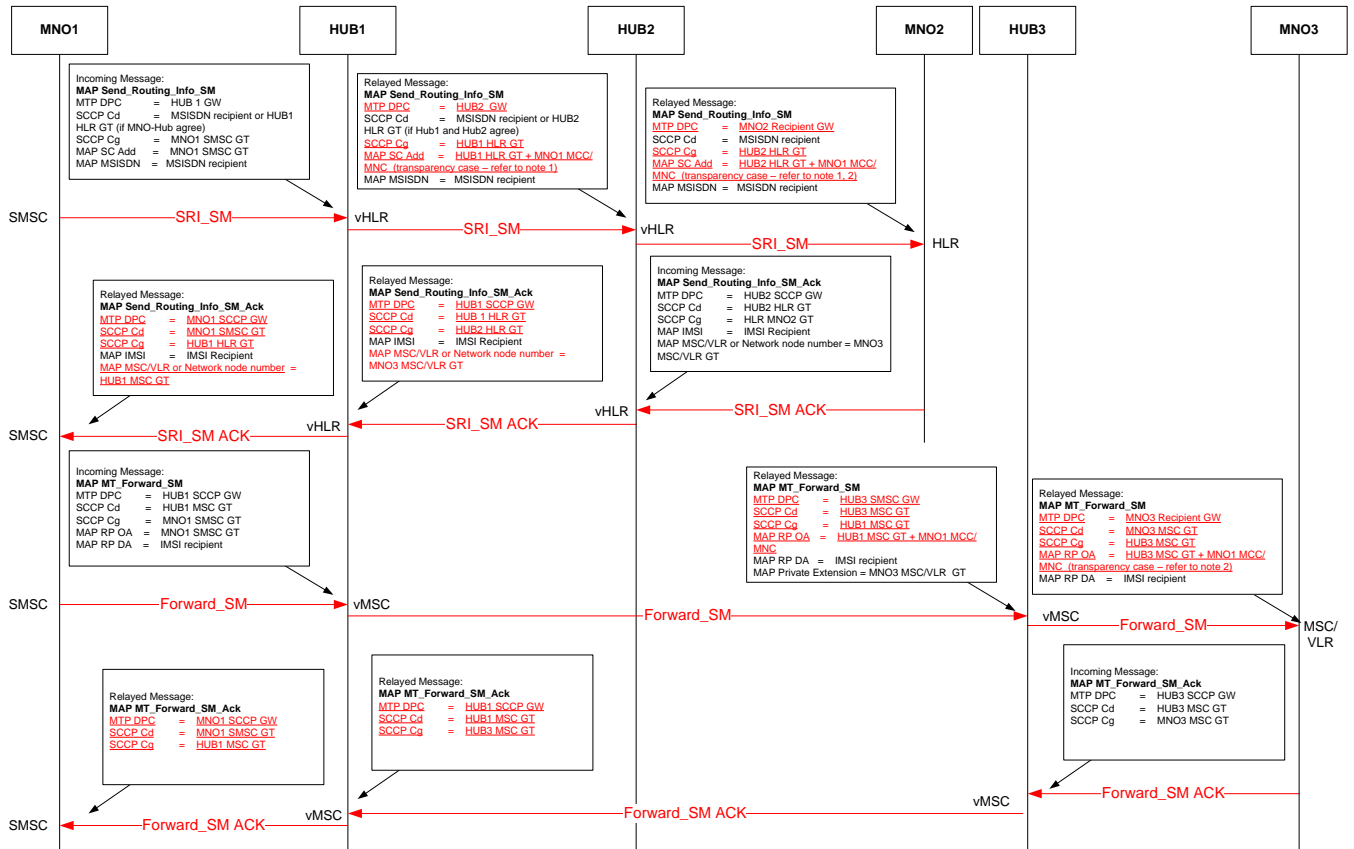 MNO1
HUB1
HUB2
MNO2
HUB3
MNO3
Incoming Message:
MAP Send_Routing_Info_SM
MTP DPC = HUB 1 GW
SCCP Cd = MSISDN recipient or HUB1
HLR GT (if MNO-Hub agree)
SCCP Cg = MNO1 SMSC GT
MAP SC Add = MNO1 SMSC GT
MAP MSISDN = MSISDN recipient
Relayed Message:
MAP Send_Routing_Info_SM
MTP DPC = HUB2 GW
SCCP Cd = MSISDN recipient or HUB2
HLR GT (if Hub1 and Hub2 agree)
SCCP Cg = HUB1 HLR GT
MAP SC Add = HUB1 HLR GT + MNO1 MCC/
MNC (transparency case – refer to note 1)
MAP MSISDN = MSISDN recipient
Relayed Message:
MAP Send_Routing_Info_SM
MTP DPC = MNO2 Recipient GW
SCCP Cd = MSISDN recipient
SCCP Cg = HUB2 HLR GT
MAP SC Add = HUB2 HLR GT + MNO1 MCC/
MNC (transparency case – refer to note 1, 2)
MAP MSISDN = MSISDN recipient
SMSC
SRI_SM
vHLR
SRI_SM
vHLR
SRI_SM
HLR
Relayed Message:
MAP Send_Routing_Info_SM_Ack
MTP DPC = MNO1 SCCP GW
SCCP Cd = MNO1 SMSC GT
SCCP Cg = HUB1 HLR GT
MAP IMSI = IMSI Recipient
MAP MSC/VLR or Network node number =
HUB1 MSC GT
Relayed Message:
MAP Send_Routing_Info_SM_Ack
MTP DPC = HUB1 SCCP GW
SCCP Cd = HUB 1 HLR GT
SCCP Cg = HUB2 HLR GT
MAP IMSI = IMSI Recipient
MAP MSC/VLR or Network node number =
MNO3 MSC/VLR GT
Incoming Message:
MAP Send_Routing_Info_SM_Ack
MTP DPC = HUB2 SCCP GW
SCCP Cd = HUB2 HLR GT
SCCP Cg = HLR MNO2 GT
MAP IMSI = IMSI Recipient
MAP MSC/VLR or Network node number = MNO3
MSC/VLR GT
vHLR
SRI_SM ACK
vHLR
SRI_SM ACK
SMSC
SRI_SM ACK
Incoming Message:
MAP MT_Forward_SM
MTP DPC = HUB1 SCCP GW
SCCP Cd = HUB1 MSC GT
SCCP Cg = MNO1 SMSC GT
MAP RP OA = MNO1 SMSC GT
MAP RP DA = IMSI recipient
Relayed Message:
MAP MT_Forward_SM
MTP DPC = HUB3 SMSC GW
SCCP Cd = HUB3 MSC GT
SCCP Cg = HUB1 MSC GT
MAP RP OA = HUB1 MSC GT + MNO1 MCC/
MNC
MAP RP DA = IMSI recipient
MAP Private Extension = MNO3 MSC/VLR GT
Relayed Message:
MAP MT_Forward_SM
MTP DPC = MNO3 Recipient GW
SCCP Cd = MNO3 MSC GT
SCCP Cg = HUB3 MSC GT
MAP RP OA = HUB3 MSC GT + MNO1 MCC/
MNC (transparency case – refer to note 2)
MAP RP DA = IMSI recipient
SMSC
Forward_SM
vMSC
Forward_SM
vMSC
Forward_SM
MSC/
VLR
Relayed Message:
MAP MT_Forward_SM_Ack
MTP DPC = MNO1 SCCP GW
SCCP Cd = MNO1 SMSC GT
SCCP Cg = HUB1 MSC GT
Relayed Message:
MAP MT_Forward_SM_Ack
MTP DPC = HUB1 SCCP GW
SCCP Cd = HUB1 MSC GT
SCCP Cg = HUB3 MSC GT
Incoming Message:
MAP MT_Forward_SM_Ack
MTP DPC = HUB3 SCCP GW
SCCP Cd = HUB3 MSC GT
SCCP Cg = MNO3 MSC GT
vMSC
Forward_SM ACK
vMSC
Forward_SM ACK
SMSC
Forward_SM ACK